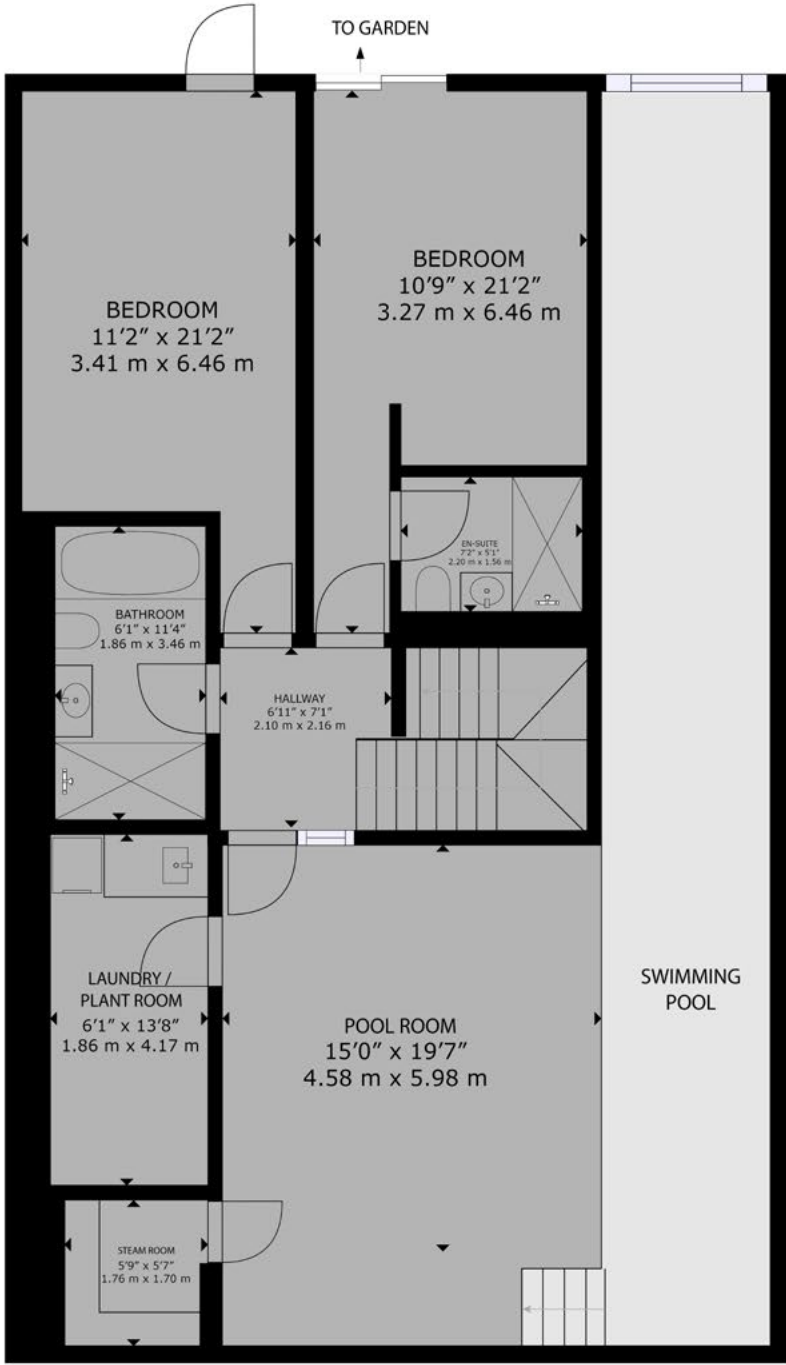 TO GARDEN
BEDROOM
11'2" x 21'2"
3.41 m x 6.46 m
BEDROOM
10'9" x 21'2"
3.27 m x 6.46 m
EN-SUITE
7'2" x 5'1"
2.20 m x 1.56 m
BATHROOM
6'1" x 11'4"
1.86 m x 3.46 m
HALLWAY
6'11" x 7'1"
2.10 m x 2.16 m
LAUNDRY /
PLANT ROOM
6'1" x 13'8"
1.86 m x 4.17 m
POOL ROOM
15'0" x 19'7"
4.58 m x 5.98 m
SWIMMING
POOL
STEAM ROOM
5'9" x 5'7"
1.76 m x 1.70 m